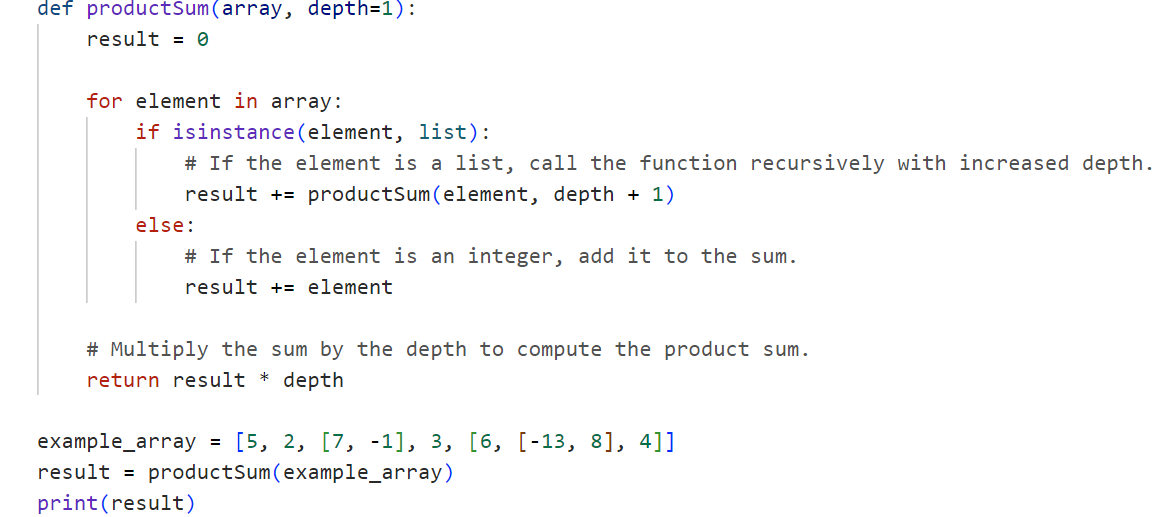 def productSum(array, depth=1):
    result = 0
    for element in array:
        if isinstance(element, list):
            # If the element is a list, call the function recursively with increased depth.
            result += productSum(element, depth + 1)
        else:
            # If the element is an integer, add it to the sum.
            result += element
    # Multiply the sum by the depth to compute the product sum.
    return result * depth
example_array = [5, 2, [7, -1], 3, [6, [-13, 8], 4]]
result = productSum(example_array)
print(result)